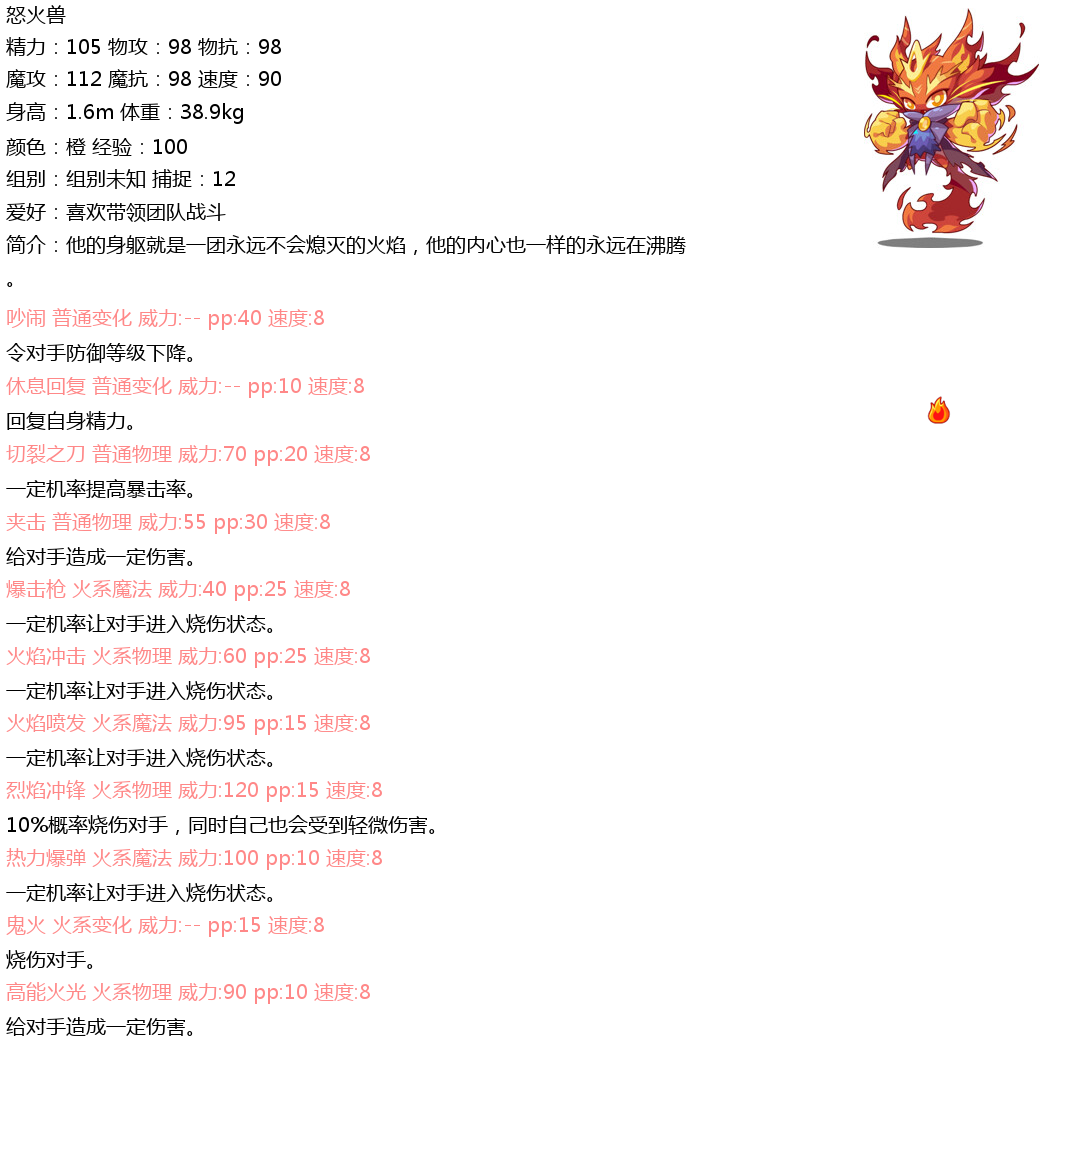 怒火兽
精力：105 物攻：98 物抗：98
魔攻：112 魔抗：98 速度：90
身高：1.6m 体重：38.9kg
颜色：橙 经验：100
组别：组别未知 捕捉：12
爱好：喜欢带领团队战斗
简介：他的身躯就是一团永远不会熄灭的火焰，他的内心也一样的永远在沸腾
。
吵闹 普通变化 威力:-- pp:40 速度:8
令对手防御等级下降。
休息回复 普通变化 威力:-- pp:10 速度:8
回复自身精力。
切裂之刀 普通物理 威力:70 pp:20 速度:8
一定机率提高暴击率。
夹击 普通物理 威力:55 pp:30 速度:8
给对手造成一定伤害。
爆击枪 火系魔法 威力:40 pp:25 速度:8
一定机率让对手进入烧伤状态。
火焰冲击 火系物理 威力:60 pp:25 速度:8
一定机率让对手进入烧伤状态。
火焰喷发 火系魔法 威力:95 pp:15 速度:8
一定机率让对手进入烧伤状态。
烈焰冲锋 火系物理 威力:120 pp:15 速度:8
10%概率烧伤对手，同时自己也会受到轻微伤害。
热力爆弹 火系魔法 威力:100 pp:10 速度:8
一定机率让对手进入烧伤状态。
鬼火 火系变化 威力:-- pp:15 速度:8
烧伤对手。
高能火光 火系物理 威力:90 pp:10 速度:8
给对手造成一定伤害。